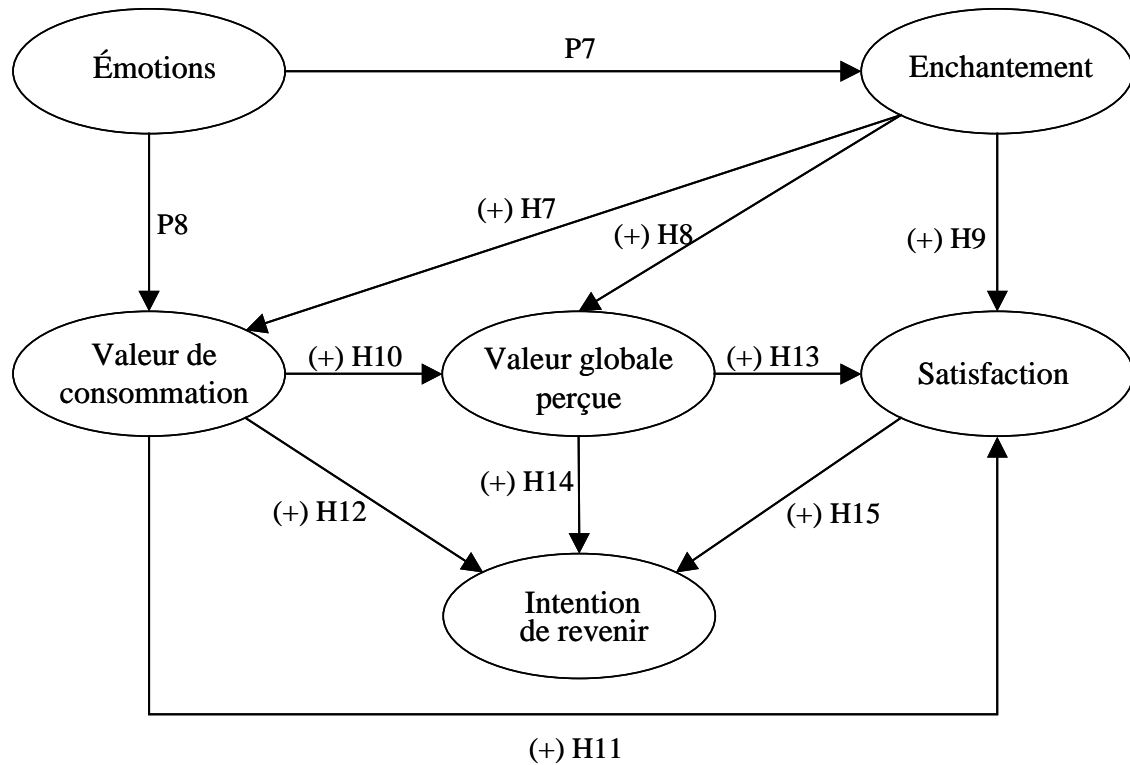 P7
Émotions
Enchantement
(+) H7
P8
(+) H8
(+) H9
Valeur de
consommation
(+) H10
Valeur globale
perçue
(+) H13
Satisfaction
(+) H14
(+) H12
(+) H15
Intention
de revenir
(+) H11